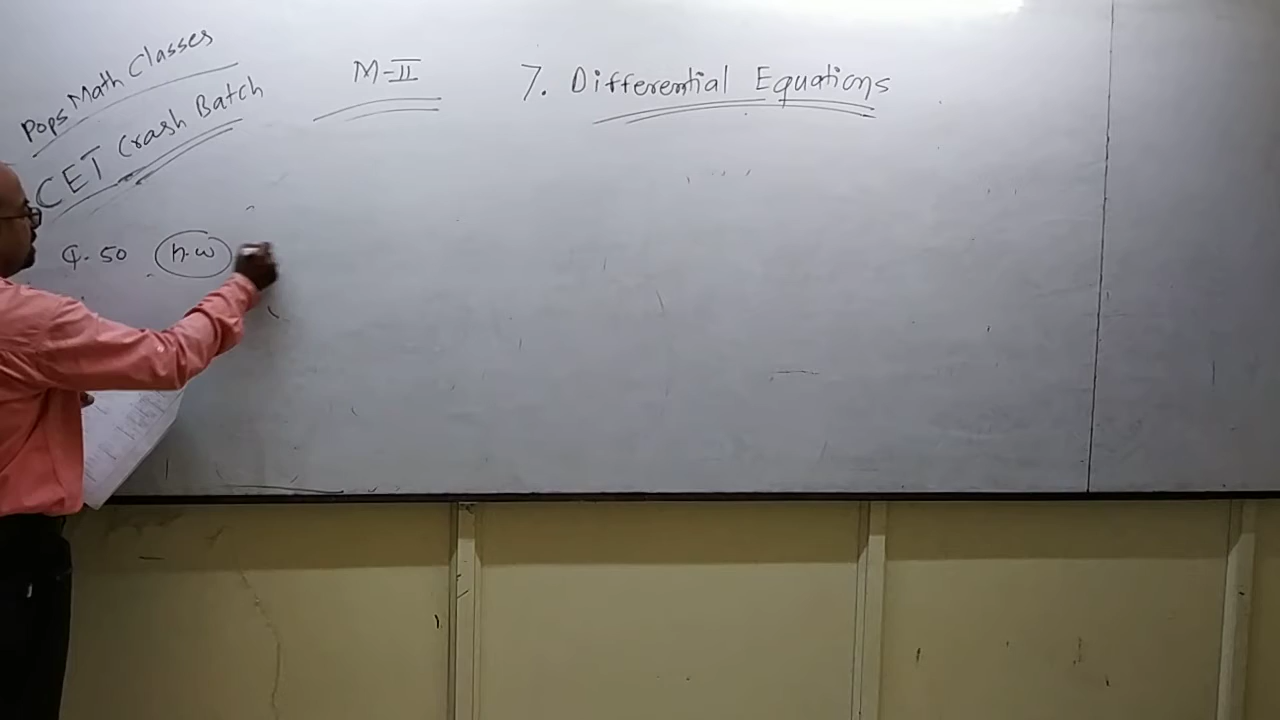 Pops Math Classes
CET Crash Batch
M-II
7. Differential Equations
Q. 50 h.w